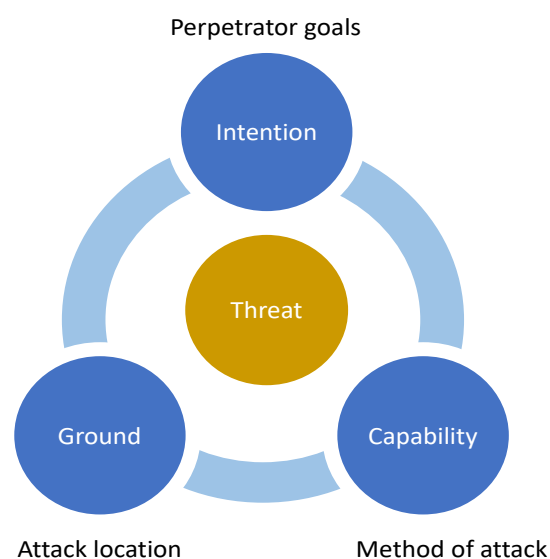 Perpetrator goals
Intention
Threat
Ground
Capability
Attack location
Method of attack